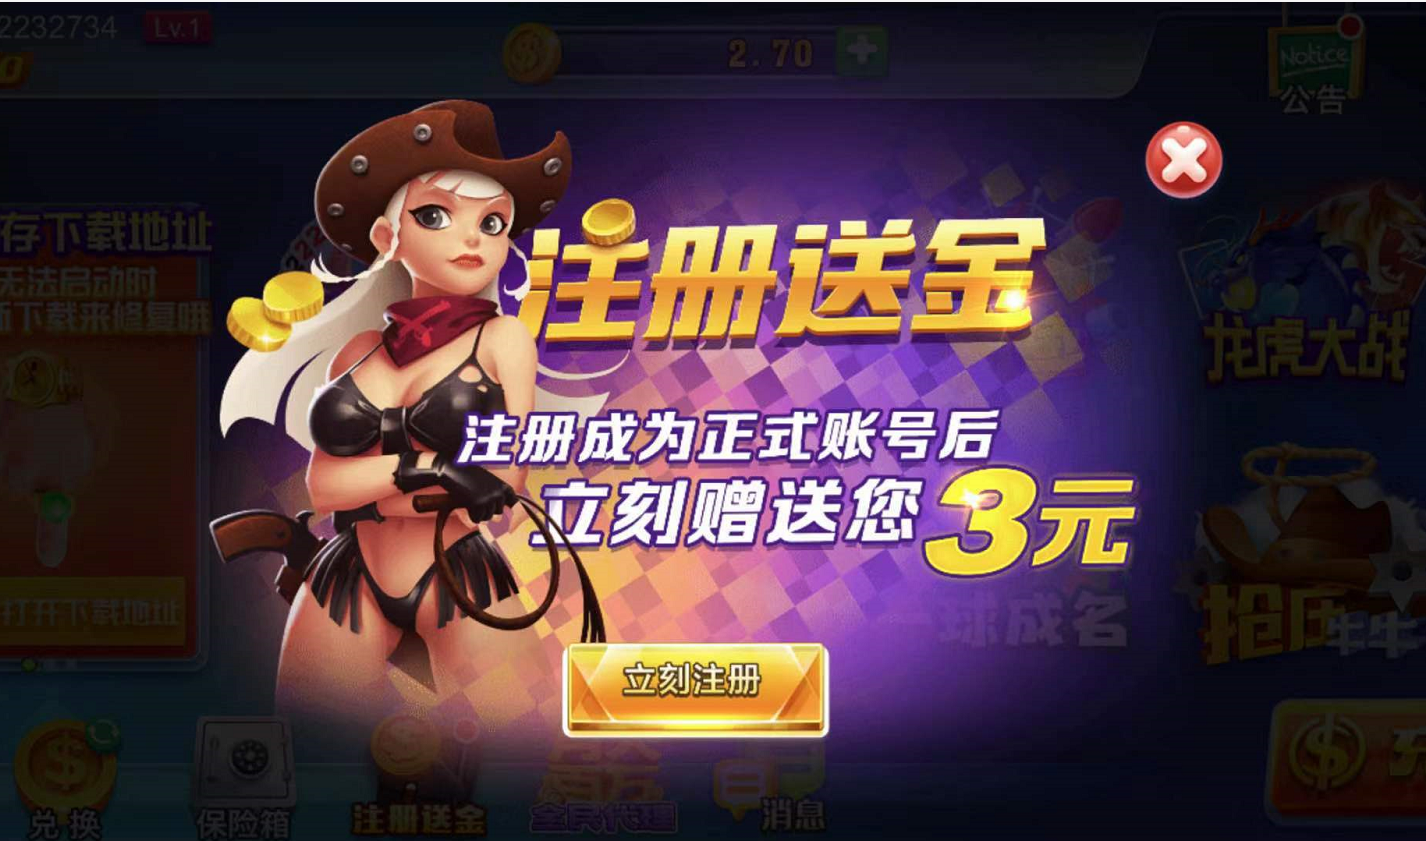 2232734
Lv.1
2.70
Notice
公告
注册送金
存下载地址
无法启动时
下载来修复哦
龙虎大战
注册成为正式账号后
立刻赠送您3元
抢庄牛牛
球成名
打开下载地址
立刻注册
兑换
保险箱
注册送金
全民代理
消息